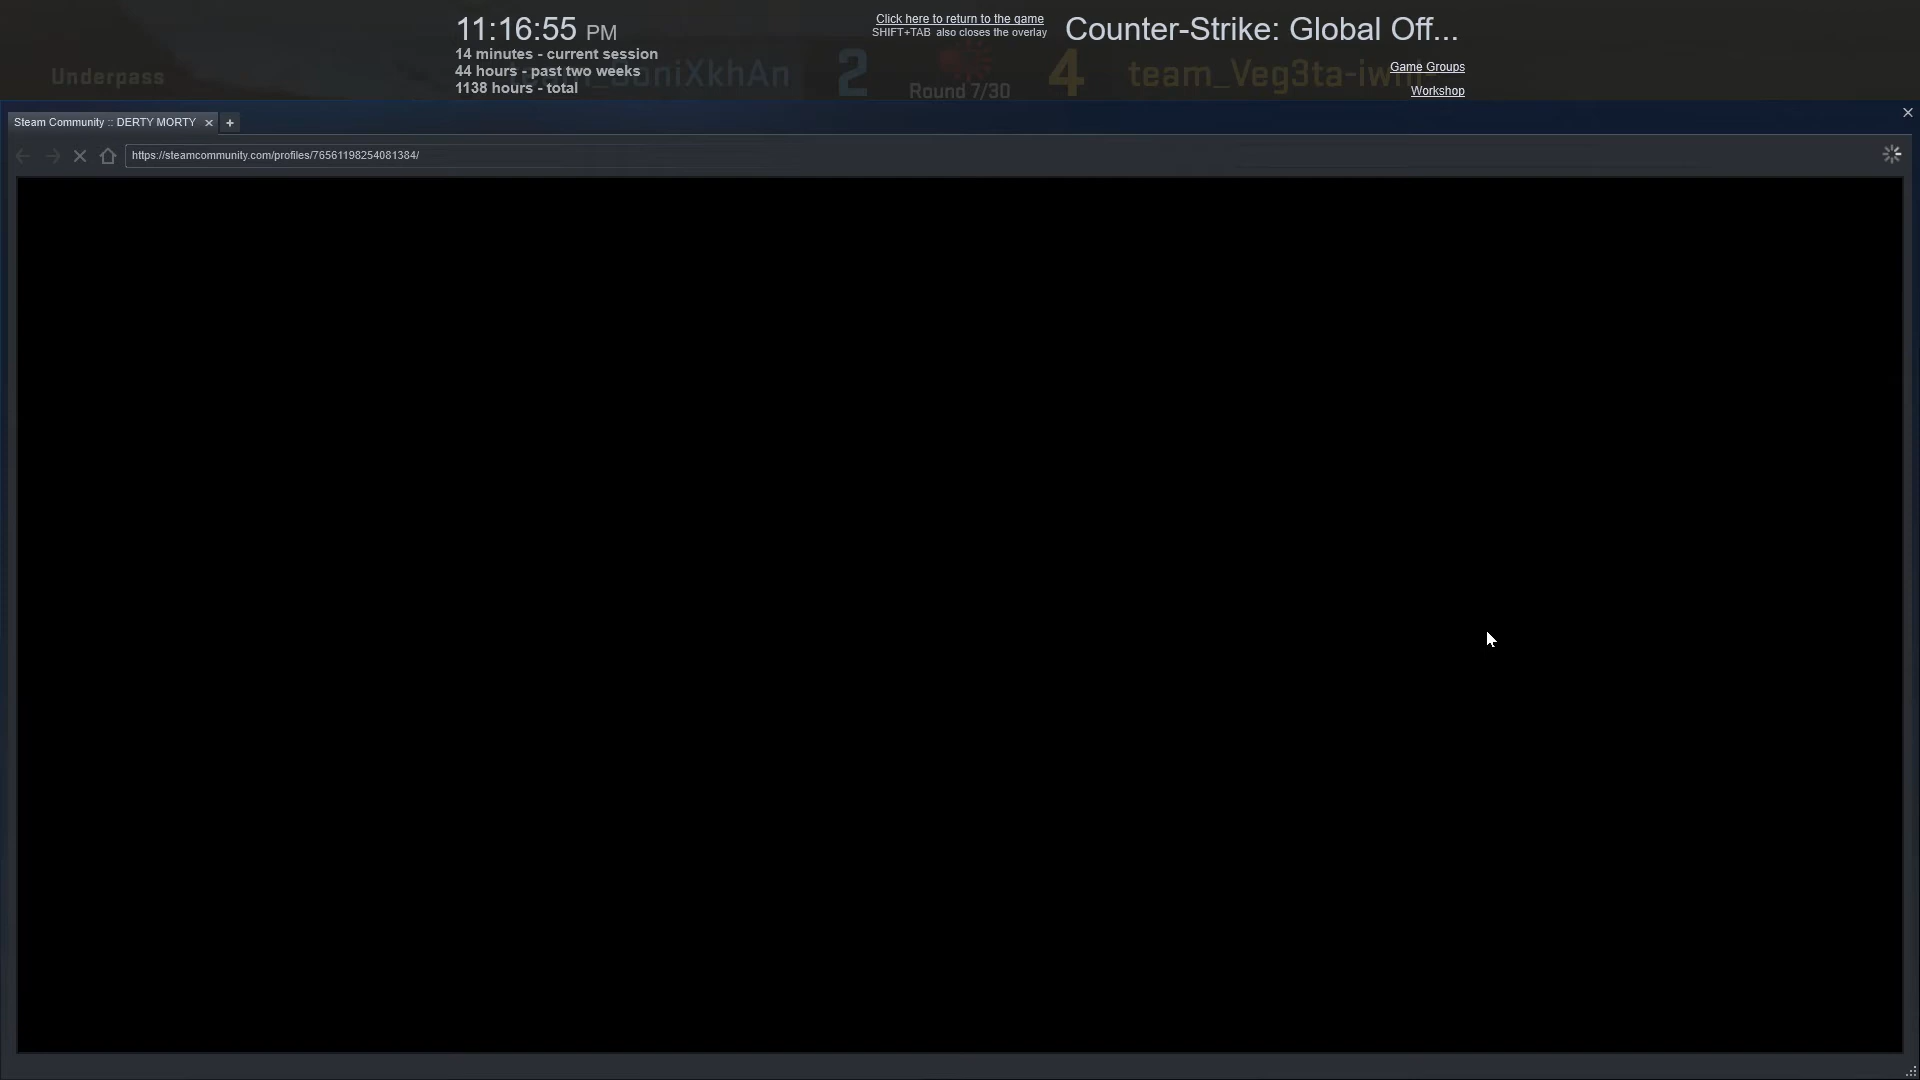 11:16:55 PM
14 minutes - current session
44 hours - past two weeks
1138 hours - total
Click here to return to the game
SHIFT+TAB also closes the overlay
Counter-Strike: Global Off...
Game Groups
Workshop
Underpass
2
Round 7/30
4
Steam Community :: DERTY MORTY
https://steamcommunity.com/profiles/76561198254081384/